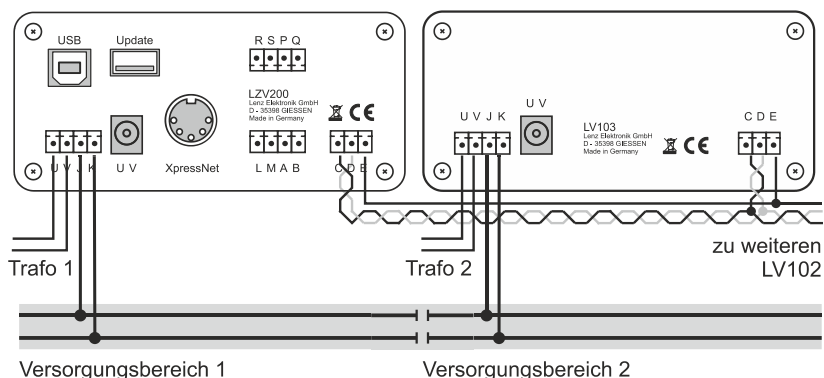 USB Update
R S P Q
LZV200
Lenz Elektronik GmbH
D - 35398 GIESSEN
Made in Germany
CE
U V J K
U V
XpressNet
L M A B
C D E
U V J K
U V
LV103
Lenz Elektronik GmbH
D - 35398 GIESSEN
Made in Germany
CE
C D E
Trafo 1
Trafo 2
zu weiteren
LV102
Versorgungsbereich 1
Versorgungsbereich 2